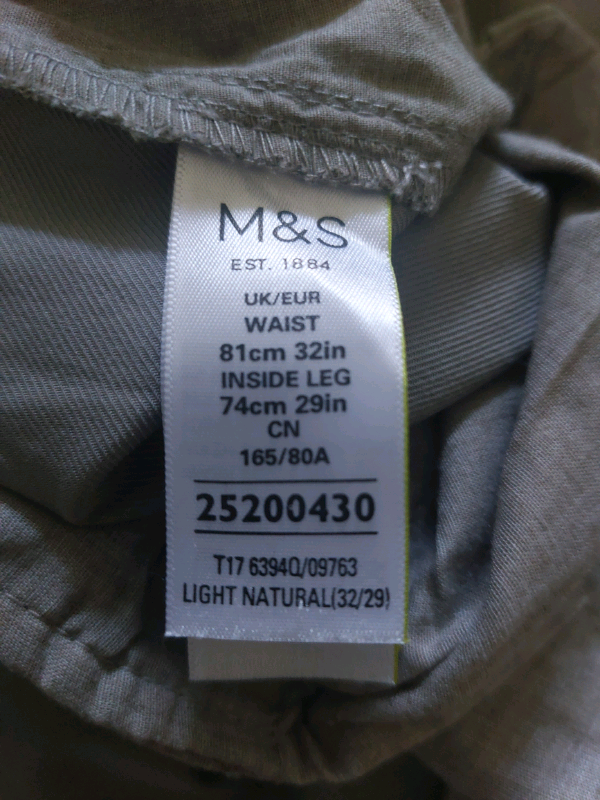 M&S
EST. 1884
UK/EUR
WAIST
81cm 32in
INSIDE LEG
74cm 29in
CN
165/80A
25200430
T17 6394Q/09763
LIGHT NATURAL(32/29)